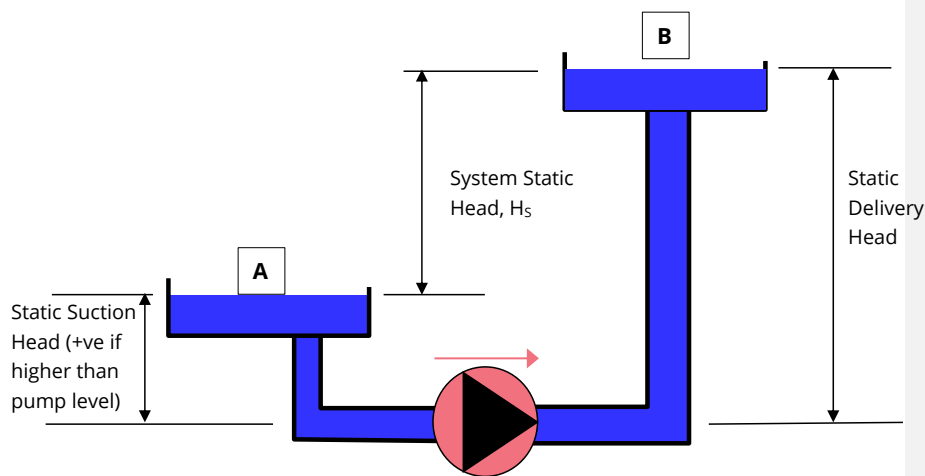 B
System Static
Head, Hₛ
Static
Delivery
Head
A
Static Suction
Head (+ve if
higher than
pump level)